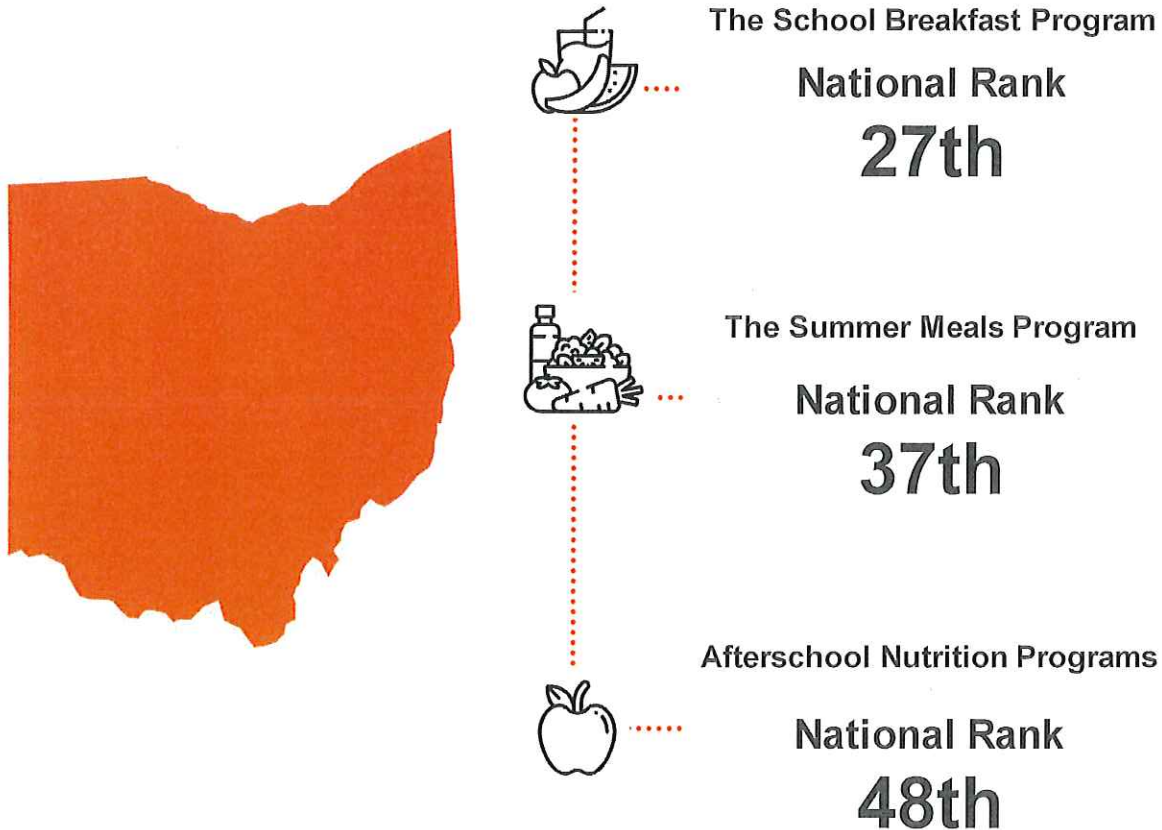 The School Breakfast Program
National Rank
27th
The Summer Meals Program
National Rank
37th
Afterschool Nutrition Programs
National Rank
48th